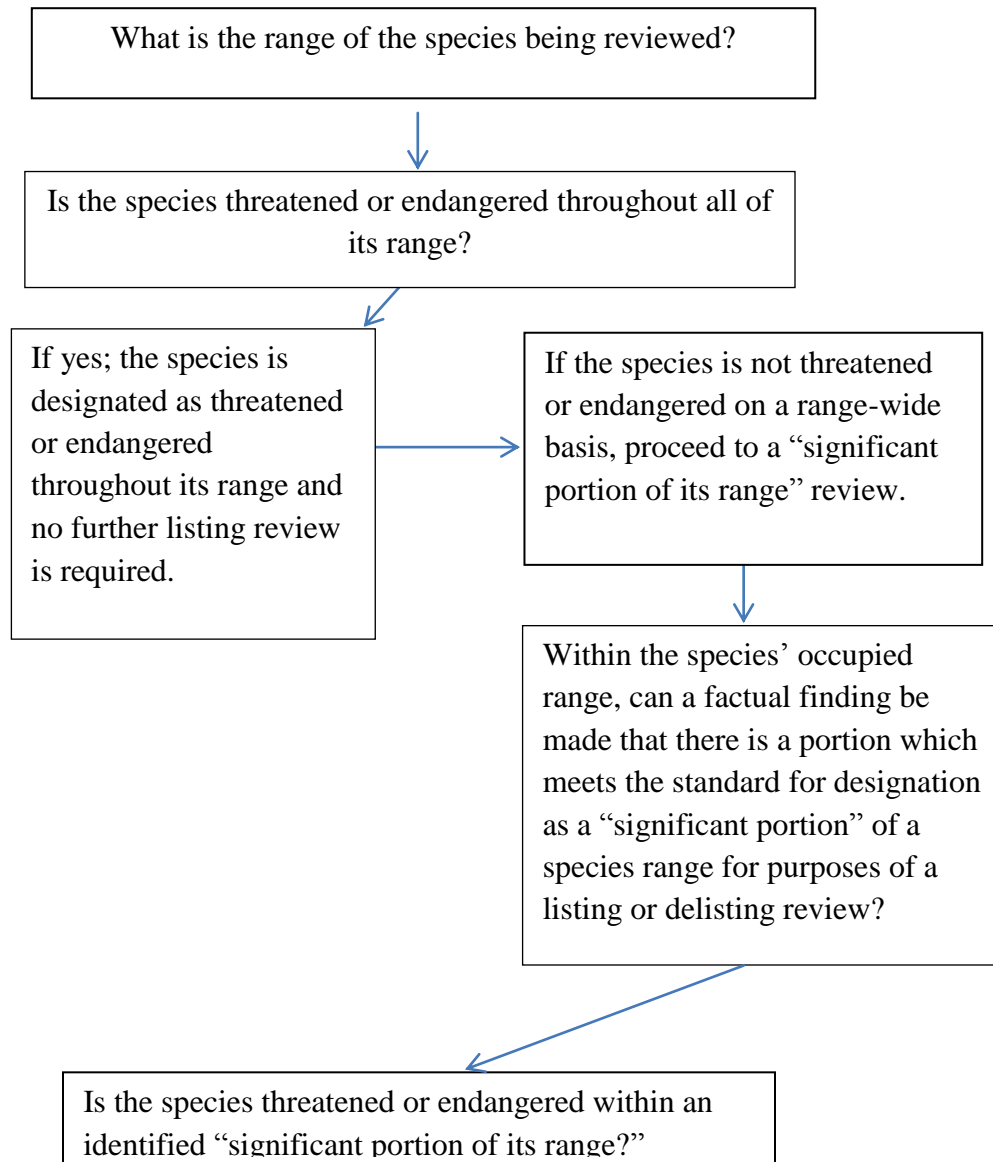 What is the range of the species being reviewed?
Is the species threatened or endangered throughout all of
its range?
If yes; the species is
designated as threatened
or endangered
throughout its range and
no further listing review
is required.
If the species is not threatened
or endangered on a range-wide
basis, proceed to a “significant
portion of its range” review.
Within the species’ occupied
range, can a factual finding be
made that there is a portion which
meets the standard for designation
as a “significant portion” of a
species range for purposes of a
listing or delisting review?
Is the species threatened or endangered within an
identified “significant portion of its range?”